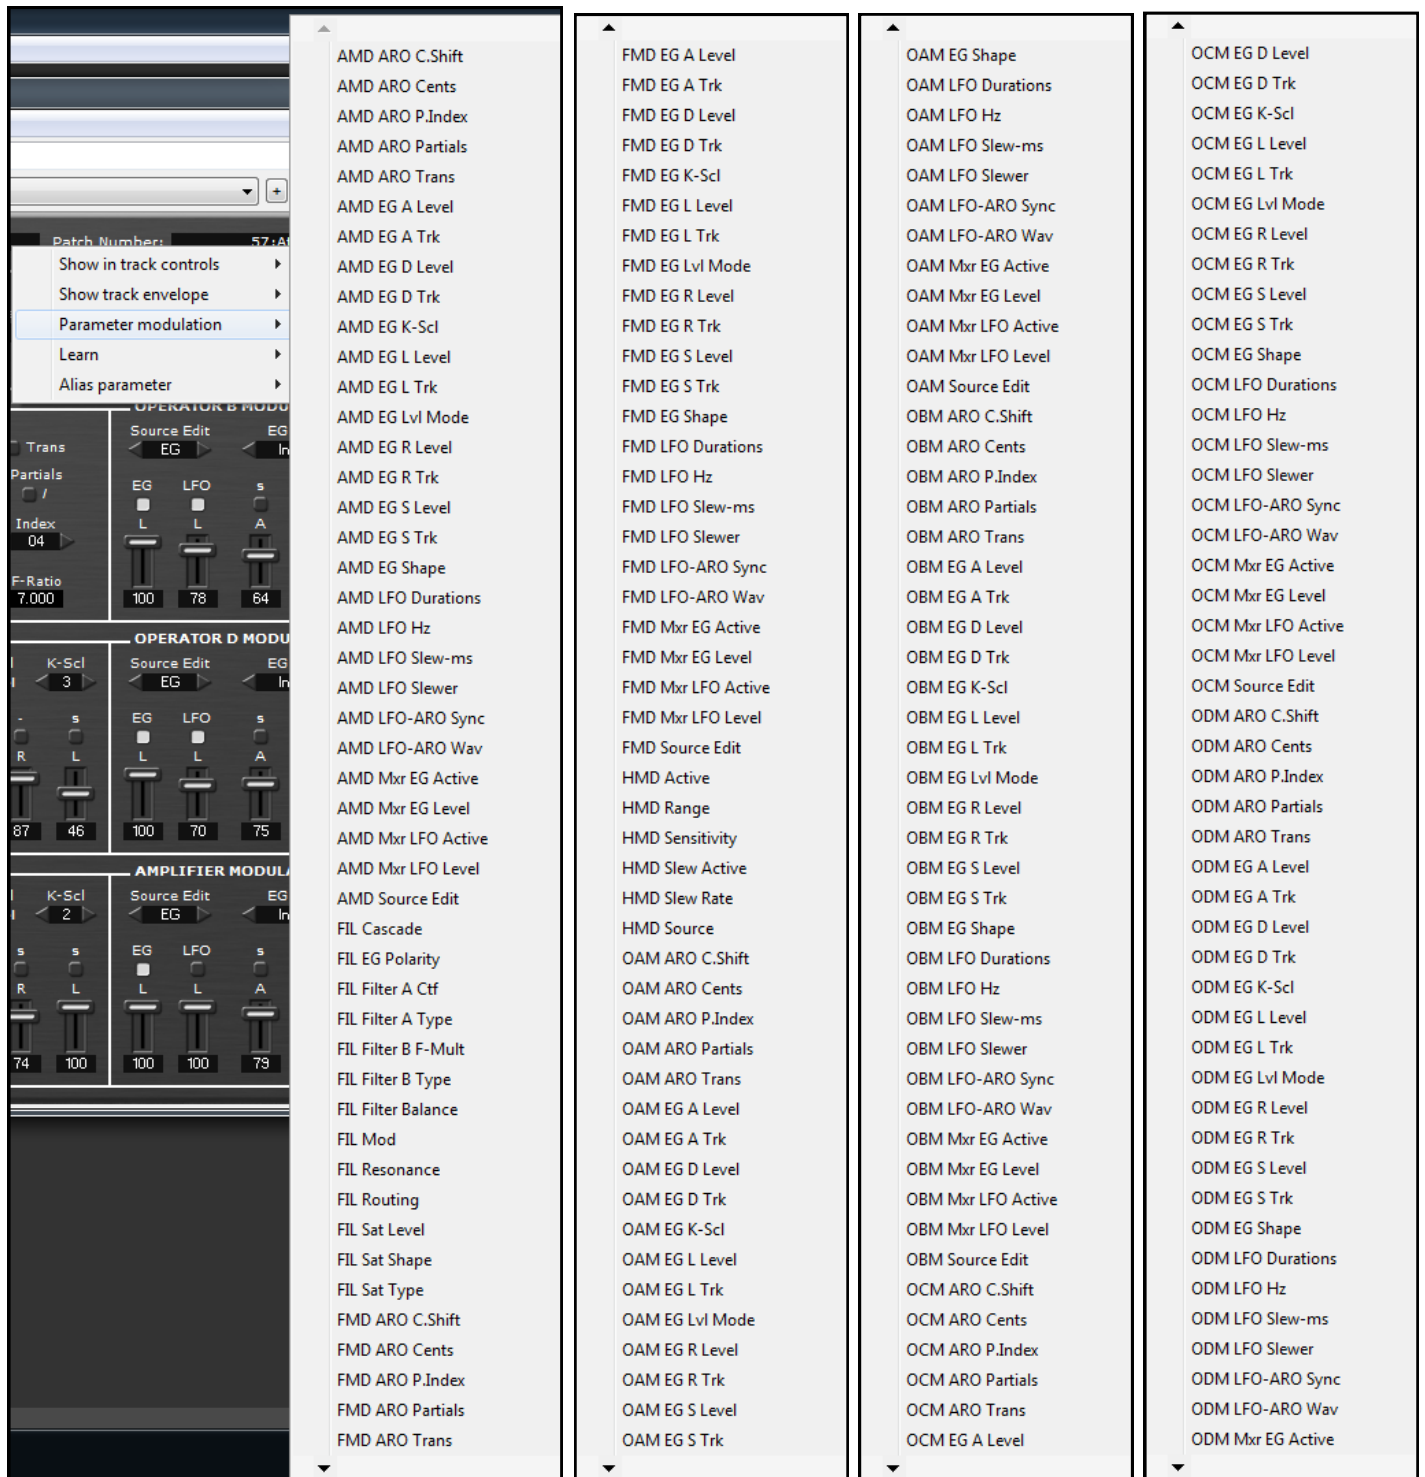 Patch Number:
57:Af
Show in track controls
Show track envelope
Parameter modulation
Learn
Alias parameter
OPERATOR B MODU
Trans
Source Edit
EG
EG
In
Partials
/
EG
LFO
s
Index
L
L
A
04
F-Ratio
7.000
100
78
64
OPERATOR D MODU
K-Scl
Source Edit
EG
3
EG
In
-
s
EG
LFO
s
R
L
L
L
A
87
46
100
70
75
AMPLIFIER MODULA
K-Scl
Source Edit
EG
2
EG
In
s
s
EG
LFO
s
R
L
L
L
A
74
100
100
100
79
AMD ARO C.Shift
AMD ARO Cents
AMD ARO P.Index
AMD ARO Partials
AMD ARO Trans
AMD EG A Level
AMD EG A Trk
AMD EG D Level
AMD EG D Trk
AMD EG K-Scl
AMD EG L Level
AMD EG L Trk
AMD EG Lvl Mode
AMD EG R Level
AMD EG R Trk
AMD EG S Level
AMD EG S Trk
AMD EG Shape
AMD LFO Durations
AMD LFO Hz
AMD LFO Slew-ms
AMD LFO Slewer
AMD LFO-ARO Sync
AMD LFO-ARO Wav
AMD Mxr EG Active
AMD Mxr EG Level
AMD Mxr LFO Active
AMD Mxr LFO Level
AMD Source Edit
FIL Cascade
FIL EG Polarity
FIL Filter A Ctf
FIL Filter A Type
FIL Filter B F-Mult
FIL Filter B Type
FIL Filter Balance
FIL Mod
FIL Resonance
FIL Routing
FIL Sat Level
FIL Sat Shape
FIL Sat Type
FMD ARO C.Shift
FMD ARO Cents
FMD ARO P.Index
FMD ARO Partials
FMD ARO Trans
FMD EG A Level
FMD EG A Trk
FMD EG D Level
FMD EG D Trk
FMD EG K-Scl
FMD EG L Level
FMD EG L Trk
FMD EG Lvl Mode
FMD EG R Level
FMD EG R Trk
FMD EG S Level
FMD EG S Trk
FMD EG Shape
FMD LFO Durations
FMD LFO Hz
FMD LFO Slew-ms
FMD LFO Slewer
FMD LFO-ARO Sync
FMD LFO-ARO Wav
FMD Mxr EG Active
FMD Mxr EG Level
FMD Mxr LFO Active
FMD Mxr LFO Level
FMD Source Edit
HMD Active
HMD Range
HMD Sensitivity
HMD Slew Active
HMD Slew Rate
HMD Source
OAM ARO C.Shift
OAM ARO Cents
OAM ARO P.Index
OAM ARO Partials
OAM ARO Trans
OAM EG A Level
OAM EG A Trk
OAM EG D Level
OAM EG D Trk
OAM EG K-Scl
OAM EG L Level
OAM EG L Trk
OAM EG Lvl Mode
OAM EG R Level
OAM EG R Trk
OAM EG S Level
OAM EG S Trk
OAM EG Shape
OAM LFO Durations
OAM LFO Hz
OAM LFO Slew-ms
OAM LFO Slewer
OAM LFO-ARO Sync
OAM LFO-ARO Wav
OAM Mxr EG Active
OAM Mxr EG Level
OAM Mxr LFO Active
OAM Mxr LFO Level
OAM Source Edit
OBM ARO C.Shift
OBM ARO Cents
OBM ARO P.Index
OBM ARO Partials
OBM ARO Trans
OBM EG A Level
OBM EG A Trk
OBM EG D Level
OBM EG D Trk
OBM EG K-Scl
OBM EG L Level
OBM EG L Trk
OBM EG Lvl Mode
OBM EG R Level
OBM EG R Trk
OBM EG S Level
OBM EG S Trk
OBM EG Shape
OBM LFO Durations
OBM LFO Hz
OBM LFO Slew-ms
OBM LFO Slewer
OBM LFO-ARO Sync
OBM LFO-ARO Wav
OBM Mxr EG Active
OBM Mxr EG Level
OBM Mxr LFO Active
OBM Mxr LFO Level
OBM Source Edit
OCM ARO C.Shift
OCM ARO Cents
OCM ARO P.Index
OCM ARO Partials
OCM ARO Trans
OCM EG A Level
OCM EG D Level
OCM EG D Trk
OCM EG K-Scl
OCM EG L Level
OCM EG L Trk
OCM EG Lvl Mode
OCM EG R Level
OCM EG R Trk
OCM EG S Level
OCM EG S Trk
OCM EG Shape
OCM LFO Durations
OCM LFO Hz
OCM LFO Slew-ms
OCM LFO Slewer
OCM LFO-ARO Sync
OCM LFO-ARO Wav
OCM Mxr EG Active
OCM Mxr EG Level
OCM Mxr LFO Active
OCM Mxr LFO Level
OCM Source Edit
ODM ARO C.Shift
ODM ARO Cents
ODM ARO P.Index
ODM ARO Partials
ODM ARO Trans
ODM EG A Level
ODM EG A Trk
ODM EG D Level
ODM EG D Trk
ODM EG K-Scl
ODM EG L Level
ODM EG L Trk
ODM EG Lvl Mode
ODM EG R Level
ODM EG R Trk
ODM EG S Level
ODM EG S Trk
ODM EG Shape
ODM LFO Durations
ODM LFO Hz
ODM LFO Slew-ms
ODM LFO Slewer
ODM LFO-ARO Sync
ODM LFO-ARO Wav
ODM Mxr EG Active